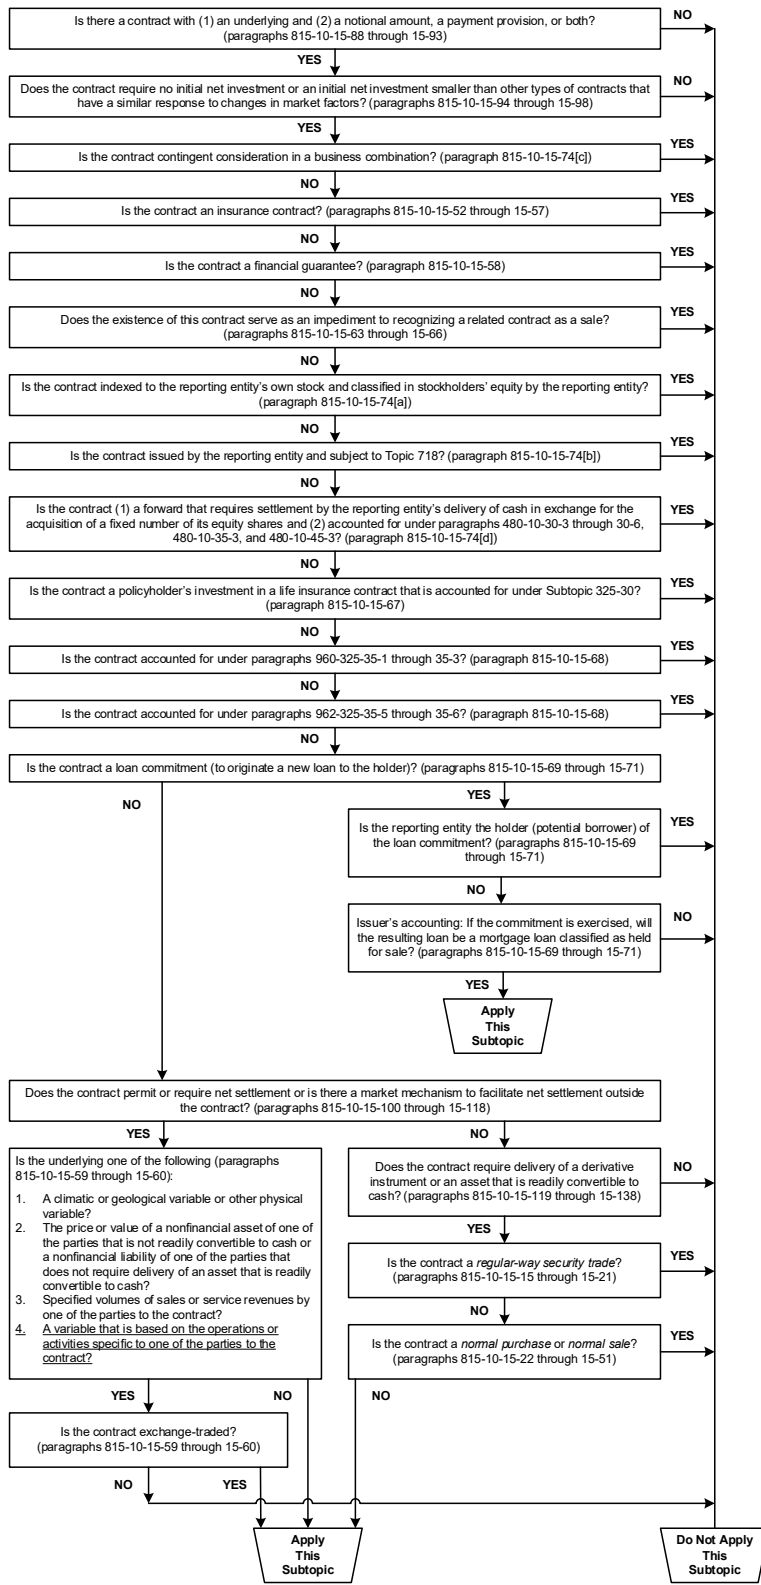 Is there a contract with (1) an underlying and (2) a notional amount, a payment provision, or both?
(paragraphs 815-10-15-88 through 15-93)
NO
YES
Does the contract require no initial net investment or an initial net investment smaller than other types of contracts that
have a similar response to changes in market factors? (paragraphs 815-10-15-94 through 15-98)
NO
YES
Is the contract contingent consideration in a business combination? (paragraph 815-10-15-74[c])
YES
NO
Is the contract an insurance contract? (paragraphs 815-10-15-52 through 15-57)
YES
NO
Is the contract a financial guarantee? (paragraph 815-10-15-58)
YES
NO
Does the existence of this contract serve as an impediment to recognizing a related contract as a sale?
(paragraphs 815-10-15-63 through 15-66)
YES
NO
Is the contract indexed to the reporting entity's own stock and classified in stockholders' equity by the reporting entity?
(paragraph 815-10-15-74[a])
YES
NO
Is the contract issued by the reporting entity and subject to Topic 718? (paragraph 815-10-15-74[b])
YES
NO
Is the contract (1) a forward that requires settlement by the reporting entity's delivery of cash in exchange for the
acquisition of a fixed number of its equity shares and (2) accounted for under paragraphs 480-10-30-3 through 30-6,
480-10-35-3, and 480-10-45-3? (paragraph 815-10-15-74[d])
YES
NO
Is the contract a policyholder's investment in a life insurance contract that is accounted for under Subtopic 325-30?
(paragraph 815-10-15-67)
YES
NO
Is the contract accounted for under paragraphs 960-325-35-1 through 35-3? (paragraph 815-10-15-68)
YES
NO
Is the contract accounted for under paragraphs 962-325-35-5 through 35-6? (paragraph 815-10-15-68)
YES
NO
Is the contract a loan commitment (to originate a new loan to the holder)? (paragraphs 815-10-15-69 through 15-71)
NO
YES
Is the reporting entity the holder (potential borrower) of
the loan commitment? (paragraphs 815-10-15-69
through 15-71)
YES
NO
Issuer's accounting: If the commitment is exercised, will
the resulting loan be a mortgage loan classified as held
for sale? (paragraphs 815-10-15-69 through 15-71)
NO
YES
Apply
This
Subtopic
Does the contract permit or require net settlement or is there a market mechanism to facilitate net settlement outside
the contract? (paragraphs 815-10-15-100 through 15-118)
YES
NO
Is the underlying one of the following (paragraphs
815-10-15-59 through 15-60):
1. A climatic or geological variable or other physical
variable?
2. The price or value of a nonfinancial asset of one of
the parties that is not readily convertible to cash or
a nonfinancial liability of one of the parties that
does not require delivery of an asset that is readily
convertible to cash?
3. Specified volumes of sales or service revenues by
one of the parties to the contract?
4. A variable that is based on the operations or
activities specific to one of the parties to the
contract?
Does the contract require delivery of a derivative
instrument or an asset that is readily convertible to
cash? (paragraphs 815-10-15-119 through 15-138)
NO
YES
Is the contract a regular-way security trade?
(paragraphs 815-10-15-15 through 15-21)
YES
NO
Is the contract a normal purchase or normal sale?
(paragraphs 815-10-15-22 through 15-51)
YES
YES
NO
NO
Is the contract exchange-traded?
(paragraphs 815-10-15-59 through 15-60)
NO
YES
Apply
This
Subtopic
Do Not Apply
This
Subtopic